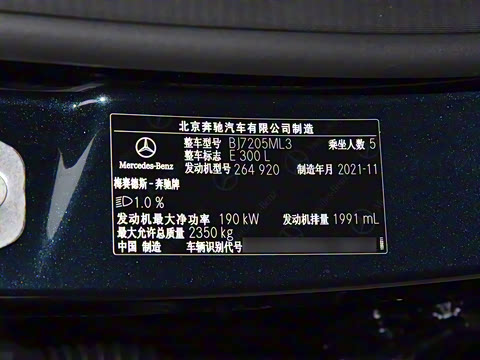 北京奔驰汽车有限公司制造
整车型号 BJ7205ML3 乘坐人数 5
整车标志 E 300 L
发动机型号 264 920 制造年月 2021-11
Mercedes-Benz
梅赛德斯-奔驰牌
1.0 %
发动机最大净功率 190 kW 发动机排量 1991 mL
最大允许总质量 2350 kg
中国 制造 车辆识别代号